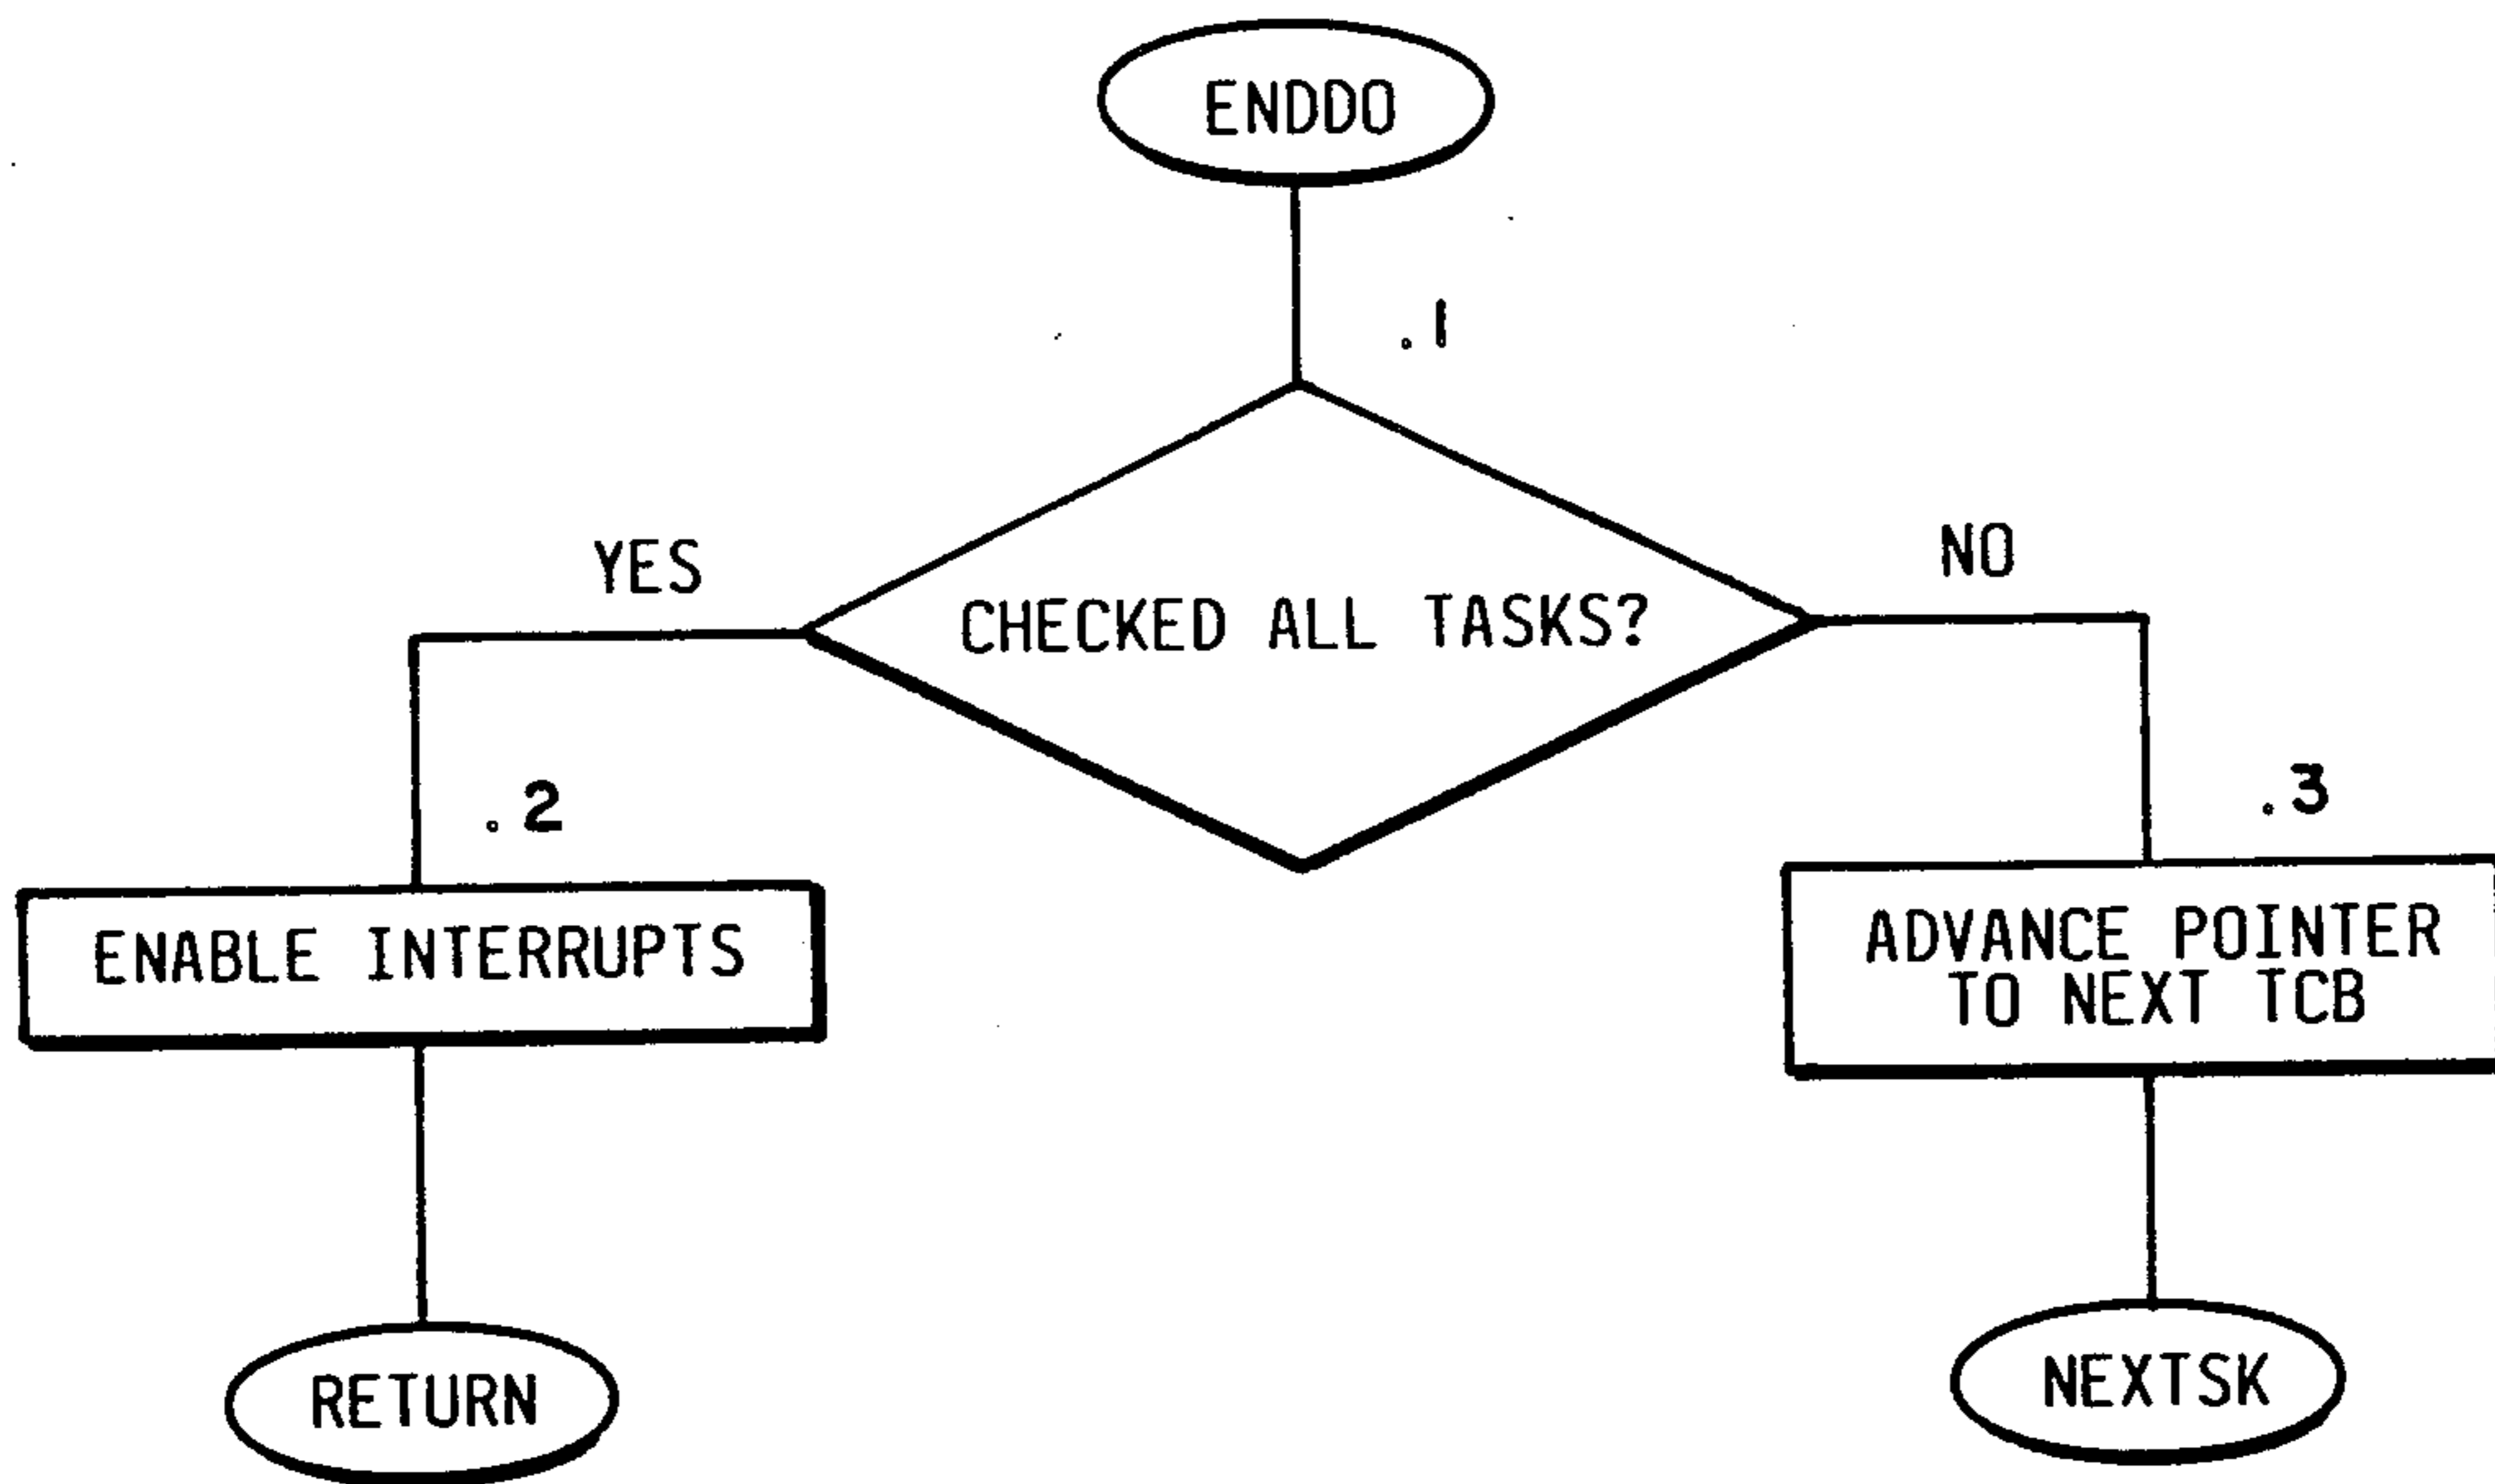 ENDDO
.1
YES
NO
CHECKED ALL TASKS?
.2
.3
ENABLE INTERRUPTS
ADVANCE POINTER
TO NEXT TCB
RETURN
NEXTSK